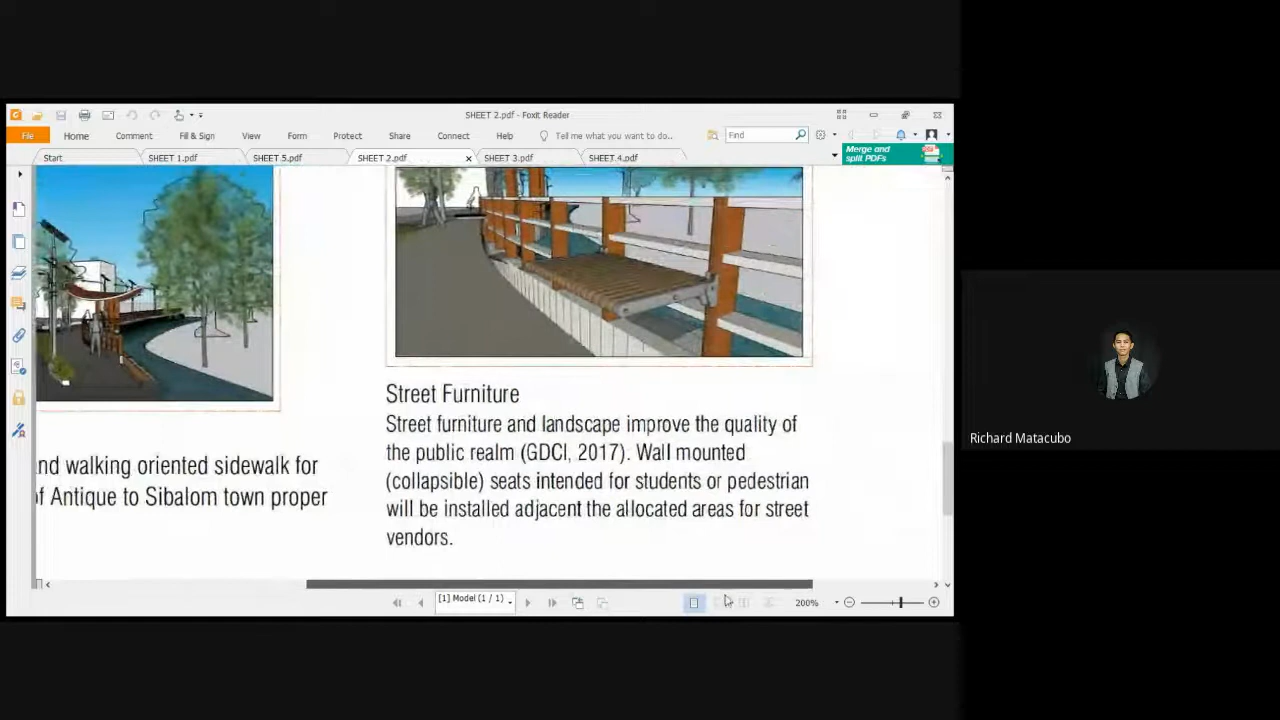 SHEET 2.pdf - Foxit Reader
File
Home
Comment
Fill & Sign
View
Form
Protect
Share
Connect
Help
Tell me what you want to do..
Find
Start
SHEET 1.pdf
SHEET 5.pdf
SHEET 2.pdf
SHEET 3.pdf
SHEET 4.pdf
Merge and
split PDFs
nd walking oriented sidewalk for
f Antique to Sibalom town proper
Street Furniture
Street furniture and landscape improve the quality of
the public realm (GDCI, 2017). Wall mounted
(collapsible) seats intended for students or pedestrian
will be installed adjacent the allocated areas for street
vendors.
[1] Model (1 / 1)
200%
Richard Matacubo